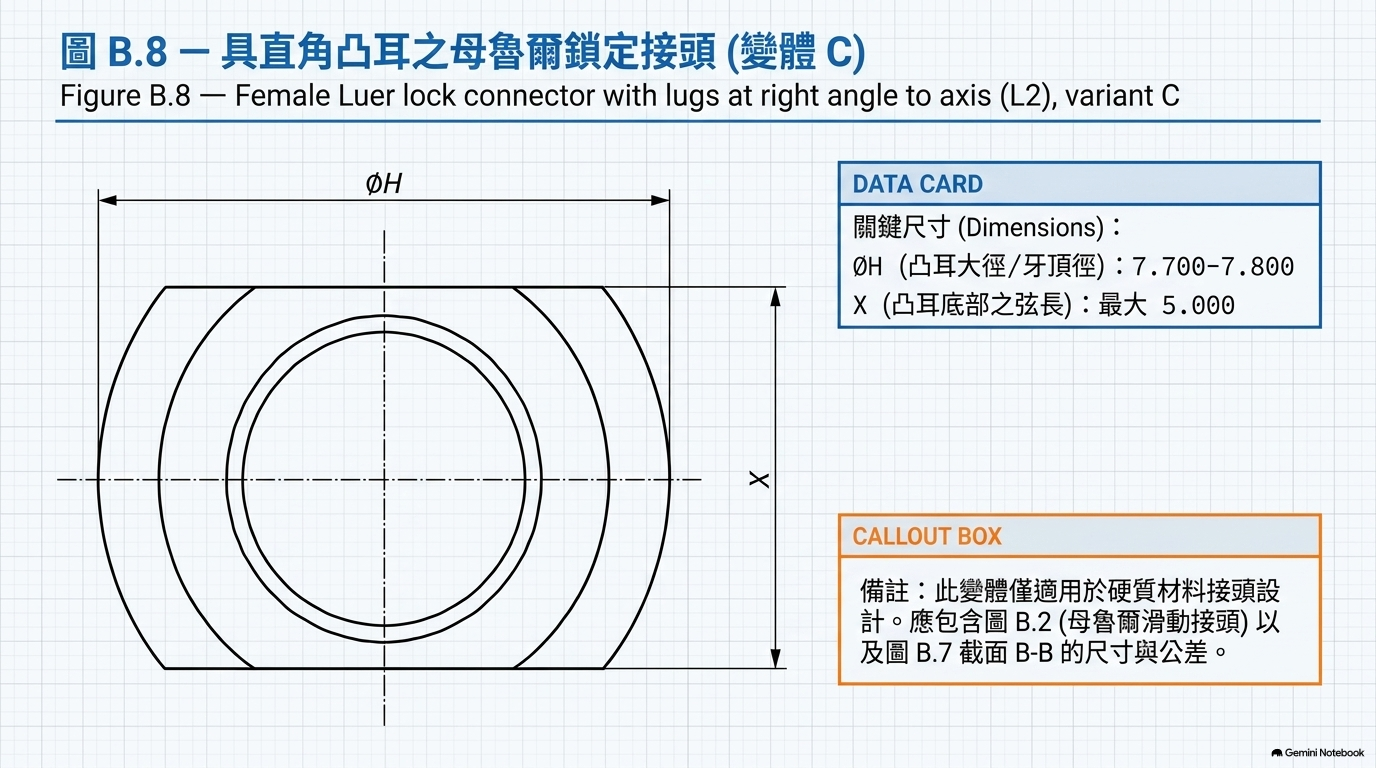 圖 B.8 — 具直角凸耳之母魯爾鎖定接頭 (變體 C)
Figure B.8 — Female Luer lock connector with lugs at right angle to axis (L2), variant C
ØH
X
DATA CARD
關鍵尺寸 (Dimensions)：
ØH (凸耳大徑/牙頂徑)：7.700-7.800
X (凸耳底部之弦長)：最大 5.000
CALLOUT BOX
備註：此變體僅適用於硬質材料接頭設
計。應包含圖 B.2 (母魯爾滑動接頭) 以
及圖 B.7 截面 B-B 的尺寸與公差。
Gemini Notebook